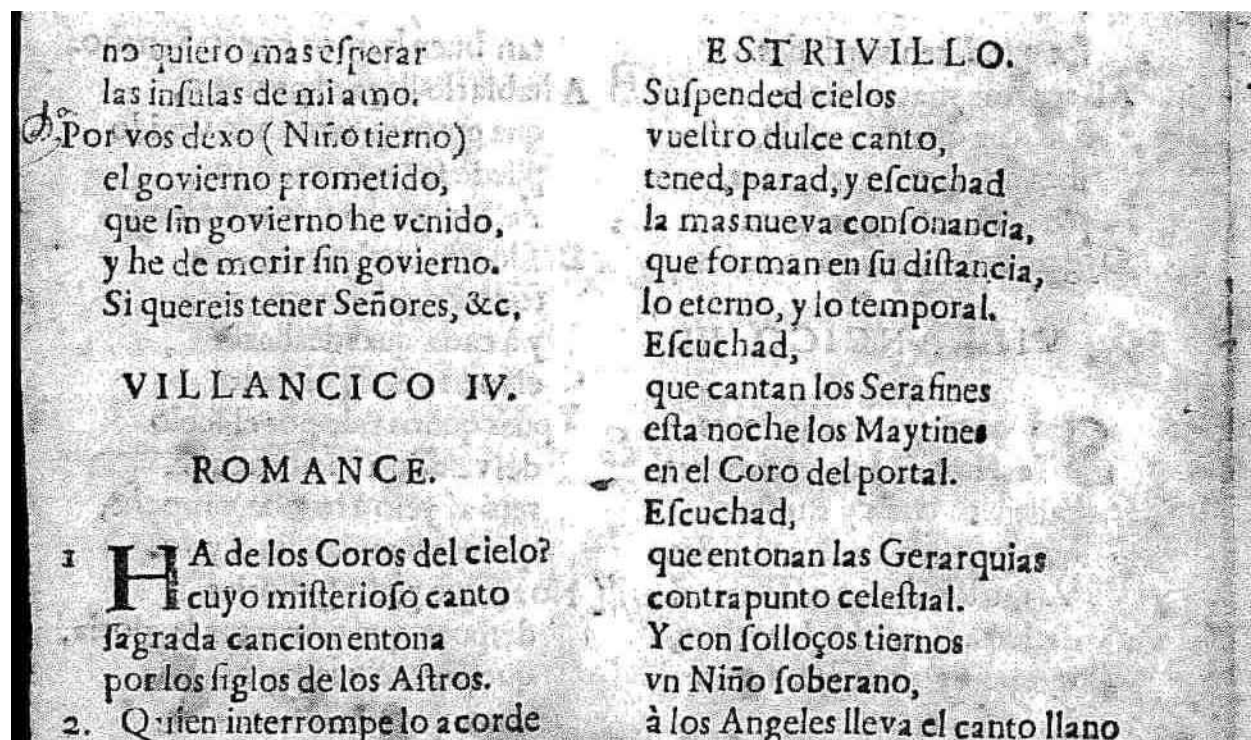 no quiero mas eſperar
las inſulas de mi amo.
Por vos dexo ( Niño tierno)
el govierno prometido,
que ſin govierno he venido,
y he de morir ſin govierno.
Si quereis tener Señores, &c,
VILLANCICO IV.
ROMANCE.
1 HA de los Coros del cielo?
cuyo miſterioſo canto
ſagrada cancion entona
por los ſiglos de los Aſtros.
2. Quien interrompe lo acorde
ESTRIVILLO.
Suſpended cielos
vueſtro dulce canto,
tened, parad, y eſcuchad
la mas nueva conſonancia,
que forman en ſu diſtancia,
lo eterno, y lo temporal.
Eſcuchad,
que cantan los Serafines
eſta noche los Maytines
en el Coro del portal.
Eſcuchad,
que entonan las Gerarquias
contrapunto celeſtial.
Y con ſolloços tiernos
vn Niño ſoberano,
à los Angeles lleva el canto llano